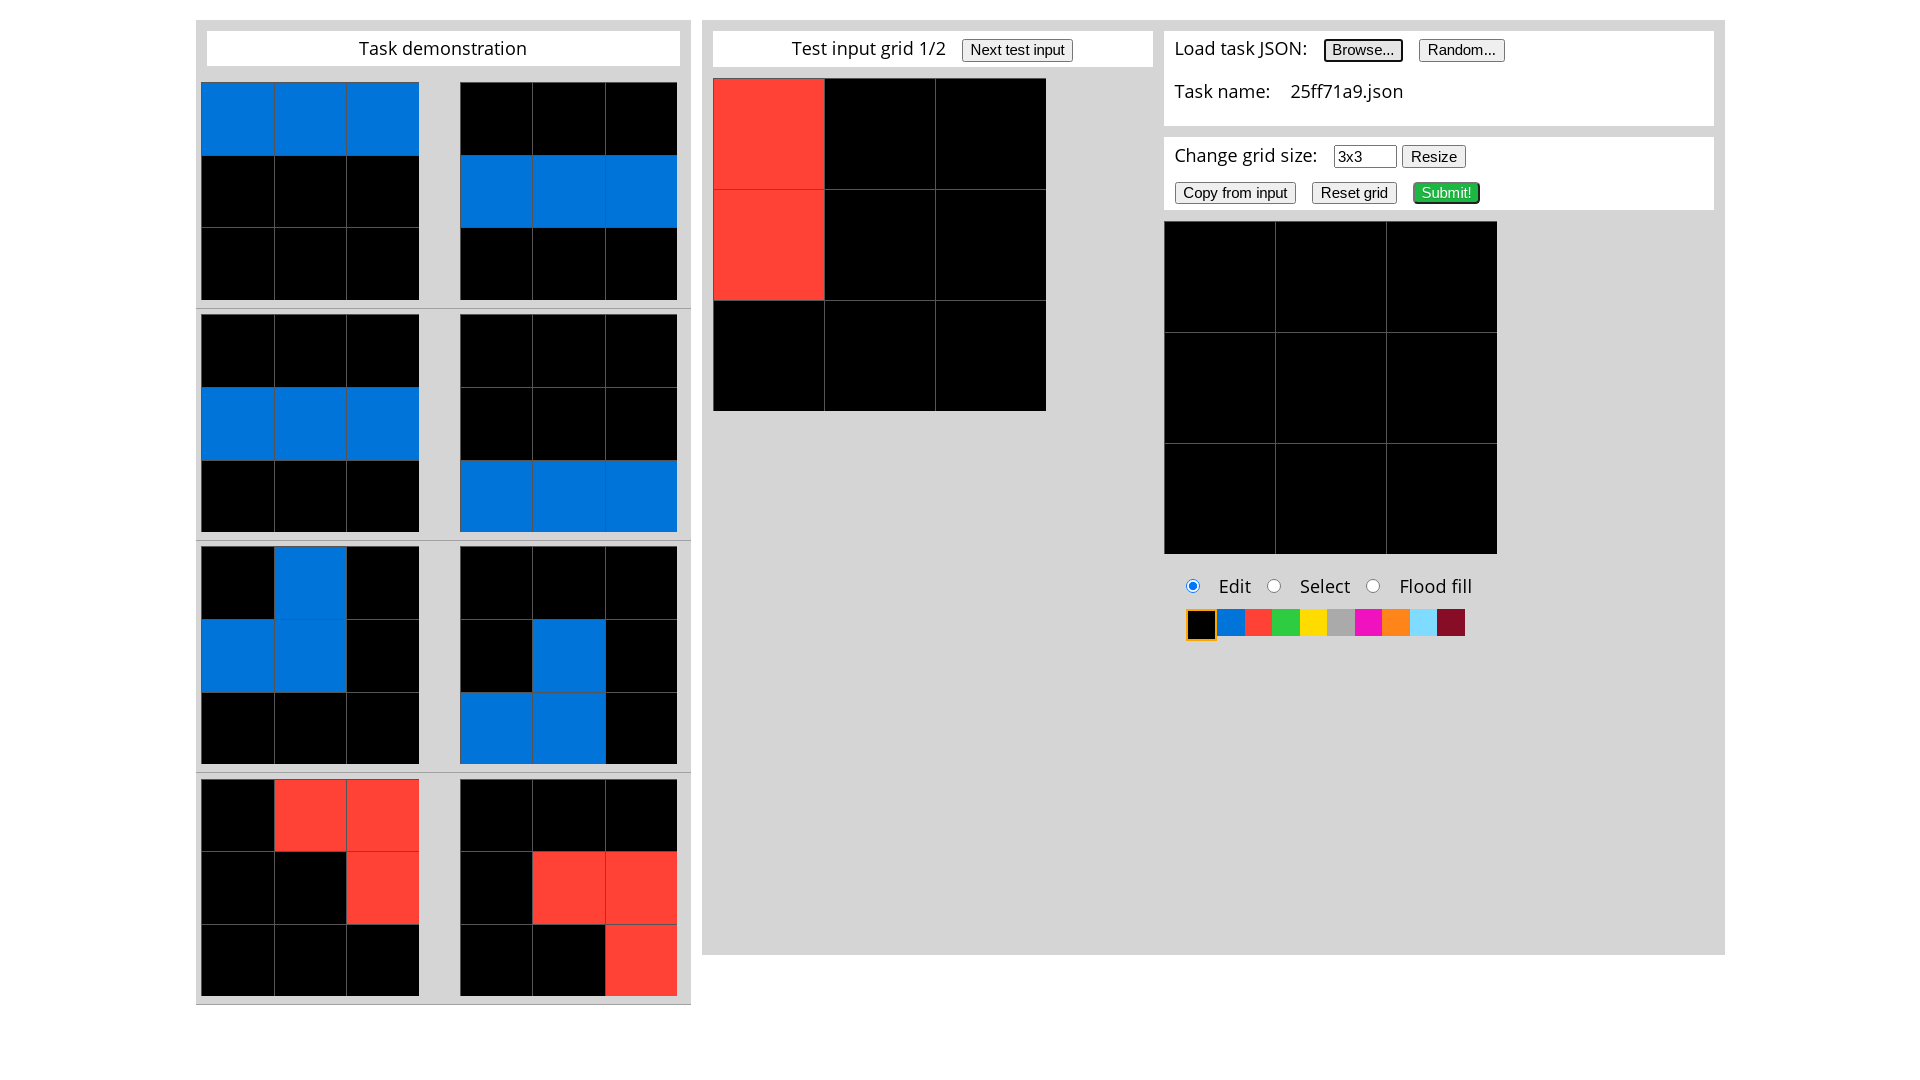 Task demonstration
Test input grid 1/2 Next test input
Load task JSON: Browse... Random...
Task name: 25ff71a9.json
Change grid size: 3x3 Resize
Copy from input Reset grid Submit!
Edit Select Flood fill